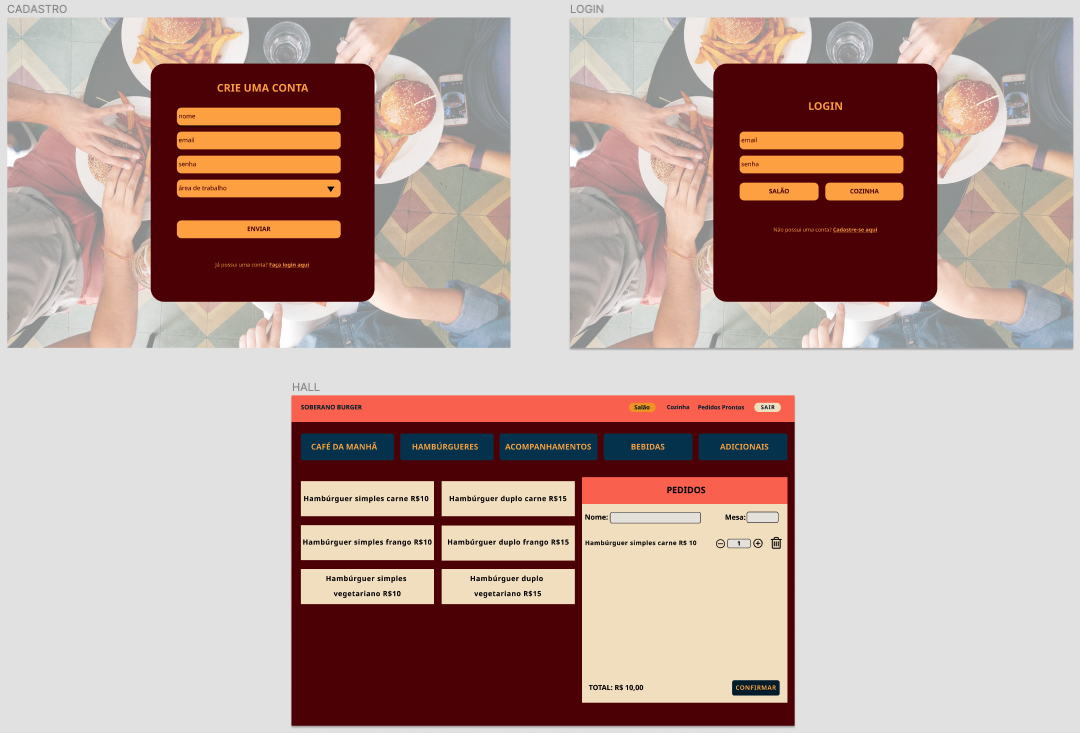 CADASTRO
CRIE UMA CONTA
nome
email
senha
área de trabalho
ENVIAR
Já possui uma conta? Faça login aqui
LOGIN
LOGIN
email
senha
SALÃO COZINHA
Não possui uma conta? Cadastre-se aqui
HALL
SOBERANO BURGER Salão Cozinha Pedidos Prontos SAIR
CAFÉ DA MANHÃ HAMBÚRGUERES ACOMPANHAMENTOS BEBIDAS ADICIONAIS
Hambúrguer simples carne R$10
Hambúrguer duplo carne R$15
Hambúrguer simples frango R$10
Hambúrguer duplo frango R$15
Hambúrguer simples
vegetariano R$10
Hambúrguer duplo
vegetariano R$15
PEDIDOS
Nome: Mesa:
Hambúrguer simples carne R$ 10 1
TOTAL: R$ 10,00 CONFIRMAR